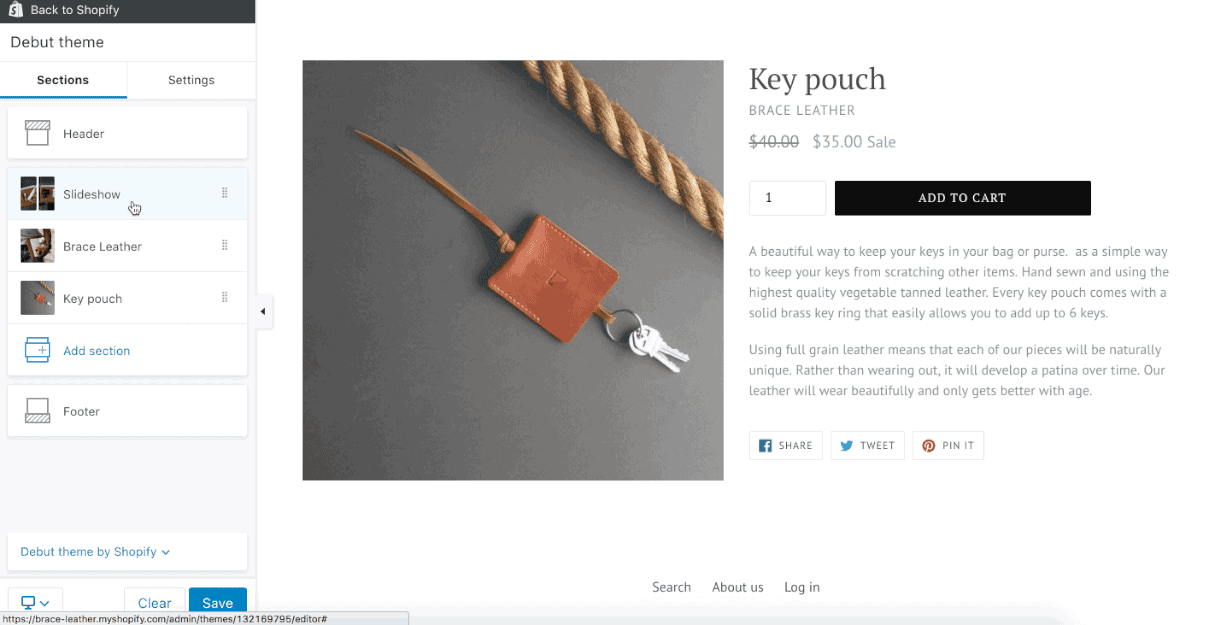 Back to Shopify
Debut theme
Sections
Settings
Header
Slideshow
Brace Leather
Key pouch
Add section
Footer
Debut theme by Shopify
Clear
Save
https://brace-leather.myshopify.com/admin/themes/132169795/editor#
Key pouch
BRACE LEATHER
$40.00 $35.00 Sale
1
ADD TO CART
A beautiful way to keep your keys in your bag or purse.  as a simple way
to keep your keys from scratching other items. Hand sewn and using the
highest quality vegetable tanned leather. Every key pouch comes with a
solid brass key ring that easily allows you to add up to 6 keys.
Using full grain leather means that each of our pieces will be naturally
unique. Rather than wearing out, it will develop a patina over time. Our
leather will wear beautifully and only gets better with age.
SHARE
TWEET
PIN IT
Search
About us
Log in